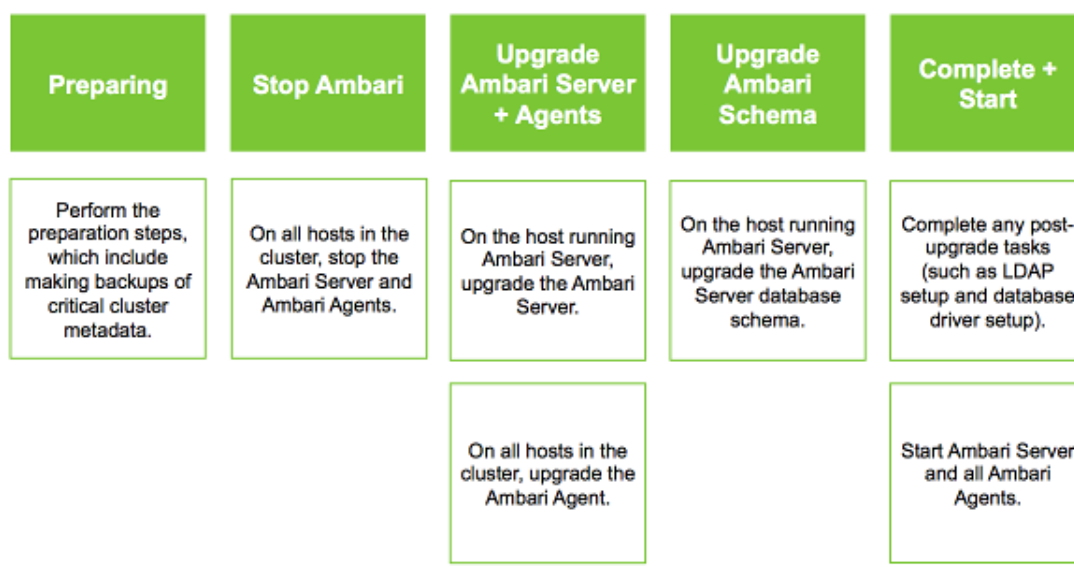 Preparing
Stop Ambari
Upgrade
Ambari Server
+ Agents
Upgrade
Ambari
Schema
Complete +
Start
Perform the
preparation steps,
which include
making backups of
critical cluster
metadata.
On all hosts in the
cluster, stop the
Ambari Server and
Ambari Agents.
On the host running
Ambari Server,
upgrade the Ambari
Server.
On the host running
Ambari Server,
upgrade the Ambari
Server database
schema.
Complete any post-
upgrade tasks
(such as LDAP
setup and database
driver setup).
On all hosts in the
cluster, upgrade the
Ambari Agent.
Start Ambari Server
and all Ambari
Agents.